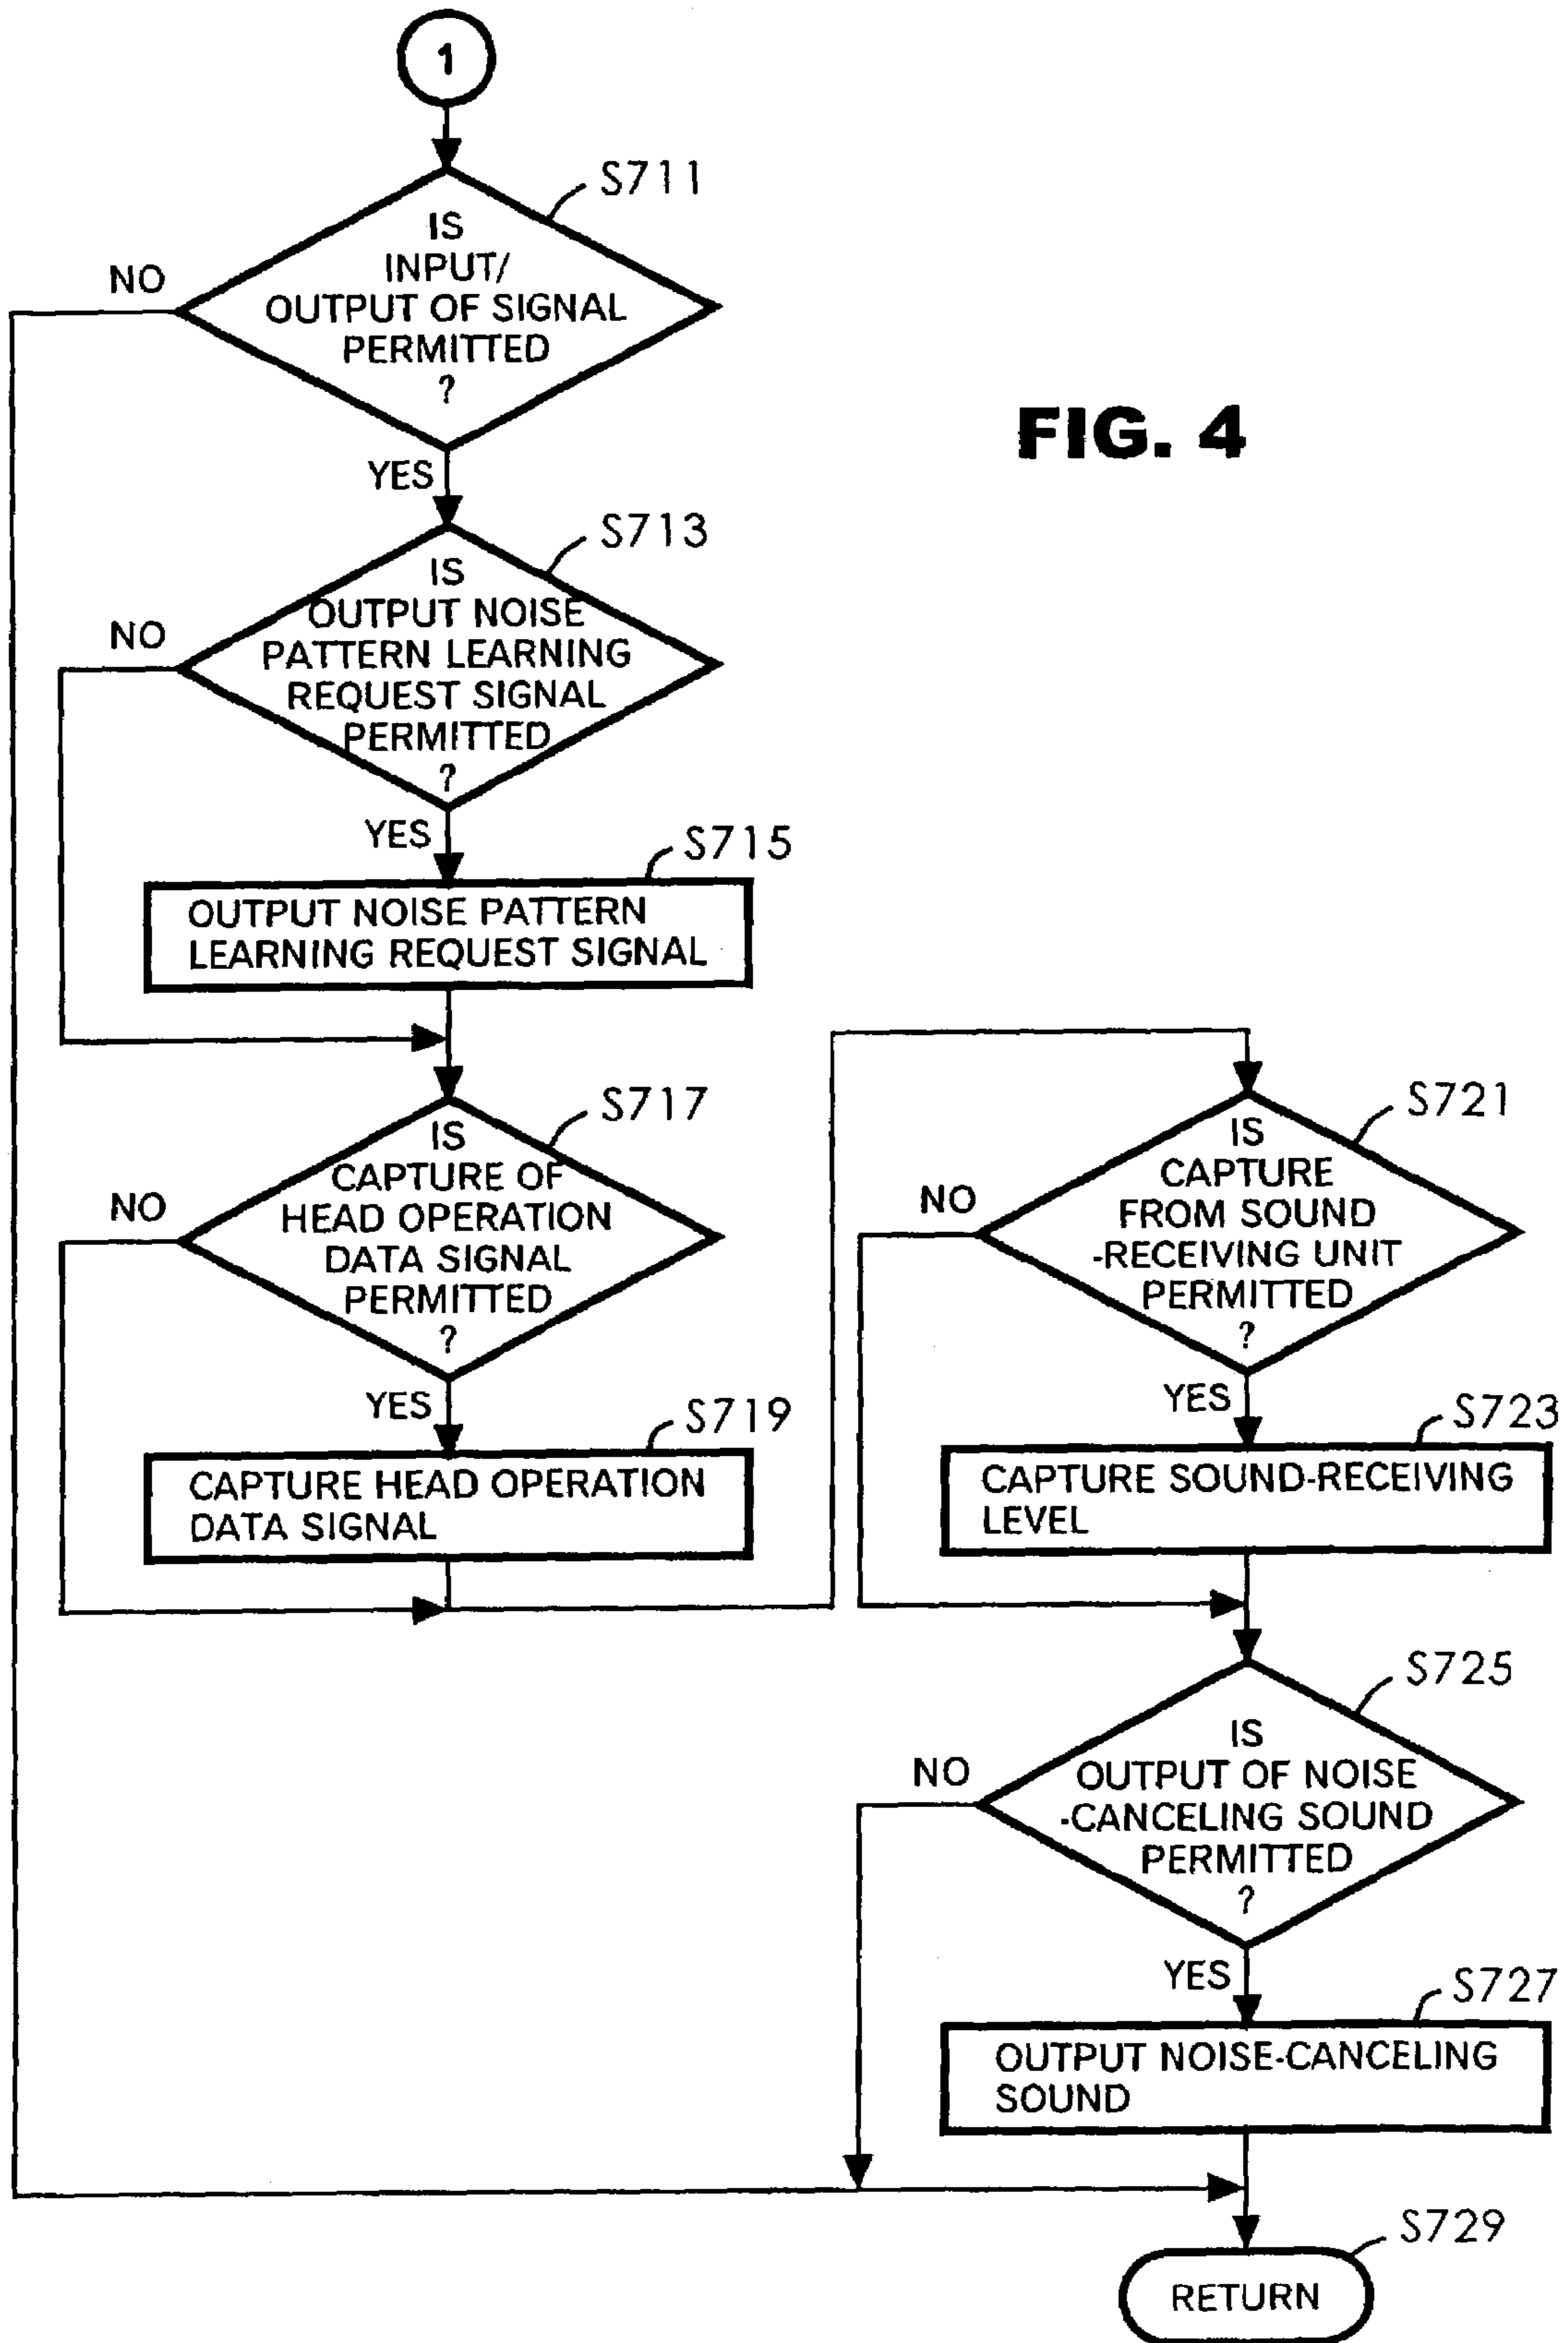 1
S711
IS
INPUT/
OUTPUT OF SIGNAL
PERMITTED
?
NO
YES
FIG. 4
S713
IS
OUTPUT NOISE
PATTERN LEARNING
REQUEST SIGNAL
PERMITTED
?
NO
YES
S715
OUTPUT NOISE PATTERN
LEARNING REQUEST SIGNAL
S717
IS
CAPTURE OF
HEAD OPERATION
DATA SIGNAL
PERMITTED
?
NO
YES
S719
CAPTURE HEAD OPERATION
DATA SIGNAL
S721
IS
CAPTURE
FROM SOUND
-RECEIVING UNIT
PERMITTED
?
NO
YES
S723
CAPTURE SOUND-RECEIVING
LEVEL
S725
IS
OUTPUT OF NOISE
-CANCELING SOUND
PERMITTED
?
NO
YES
S727
OUTPUT NOISE-CANCELING
SOUND
S729
RETURN